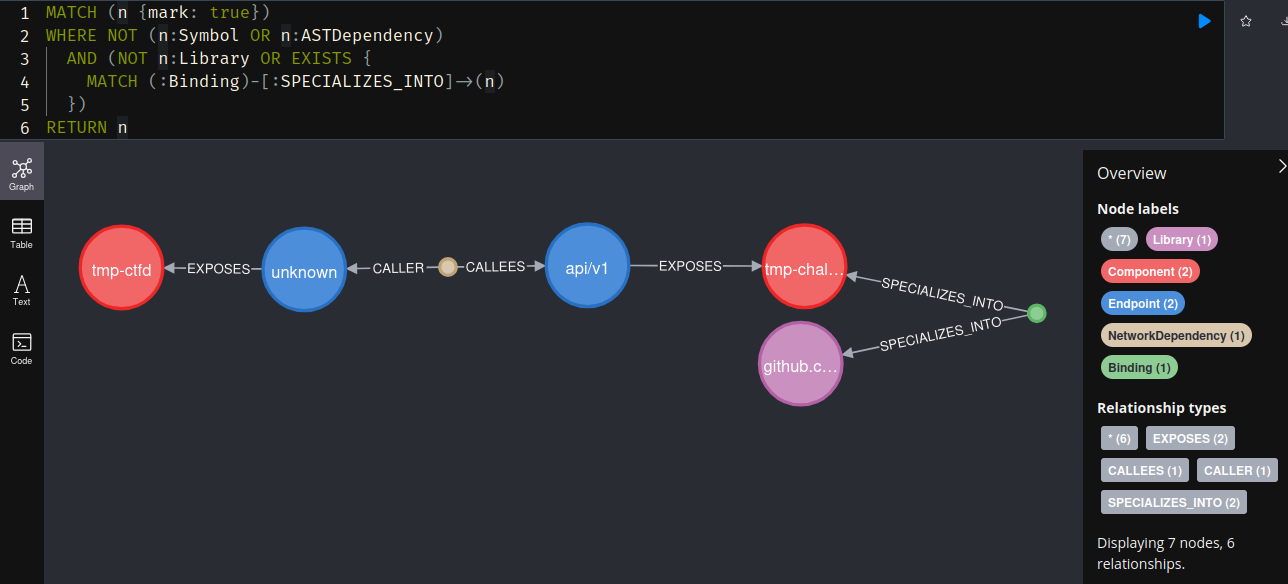 1 MATCH (n {mark: true})
2 WHERE NOT (n:Symbol OR n:ASTDependency)
3 AND (NOT n:Library OR EXISTS {
4 MATCH (:Binding)-[:SPECIALIZES_INTO]->(n)
5 })
6 RETURN n
Graph
Table
Text
Code
tmp-ctfd
EXPOSES
unknown
CALLER
CALLEES
api/v1
EXPOSES
tmp-chal...
SPECIALIZES_INTO
SPECIALIZES_INTO
github.c...
Overview
Node labels
* (7) Library (1)
Component (2)
Endpoint (2)
NetworkDependency (1)
Binding (1)
Relationship types
* (6) EXPOSES (2)
CALLEES (1) CALLER (1)
SPECIALIZES_INTO (2)
Displaying 7 nodes, 6
relationships.